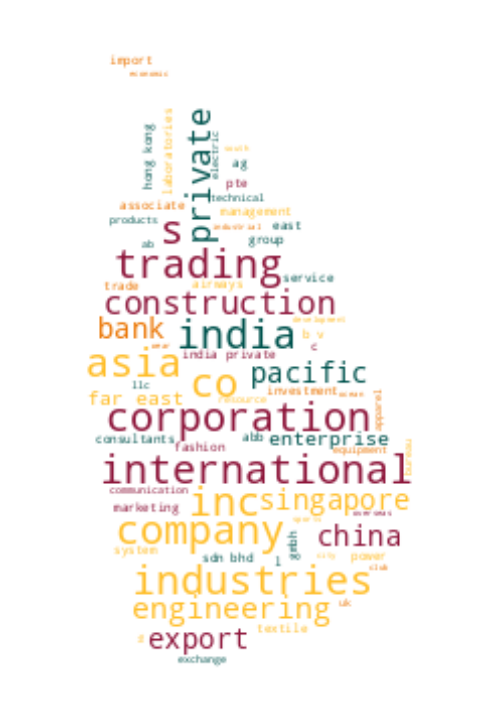 import
economic
private
hong kong
laboratories
electric
south
ag
pte
technical
associate
management
products
s
industrial
east
group
ab
trading
service
trade
airways
construction
development
bank
india
b v
c
asia
india private
pacific
llc
co
investment
far east
resource
apparel
corporation
consultants
abb
enterprise
fashion
equipment
international
communication
inc
singapore
marketing
overseas
company
sports
china
system
sdn bhd
l
gmbh
city
power
club
industries
engineering
uk
textile
export
exchange